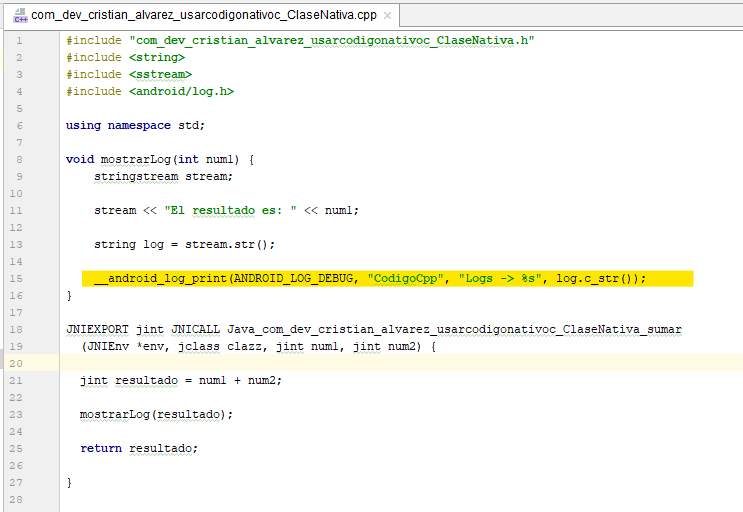 com_dev_cristian_alvarez_usarcodigonativoc_ClaseNativa.cpp
1 #include "com_dev_cristian_alvarez_usarcodigonativoc_ClaseNativa.h"
2 #include <string>
3 #include <sstream>
4 #include <android/log.h>
5
6 using namespace std;
7
8 void mostrarLog(int num1) {
9 stringstream stream;
10
11 stream << "El resultado es: " << num1;
12
13 string log = stream.str();
14
15 __android_log_print(ANDROID_LOG_DEBUG, "CodigoCpp", "Logs -> %s", log.c_str());
16 }
17
18 JNIEXPORT jint JNICALL Java_com_dev_cristian_alvarez_usarcodigonativoc_ClaseNativa_sumar
19 (JNIEnv *env, jclass clazz, jint num1, jint num2) {
20
21 jint resultado = num1 + num2;
22
23 mostrarLog(resultado);
24
25 return resultado;
26
27 }
28